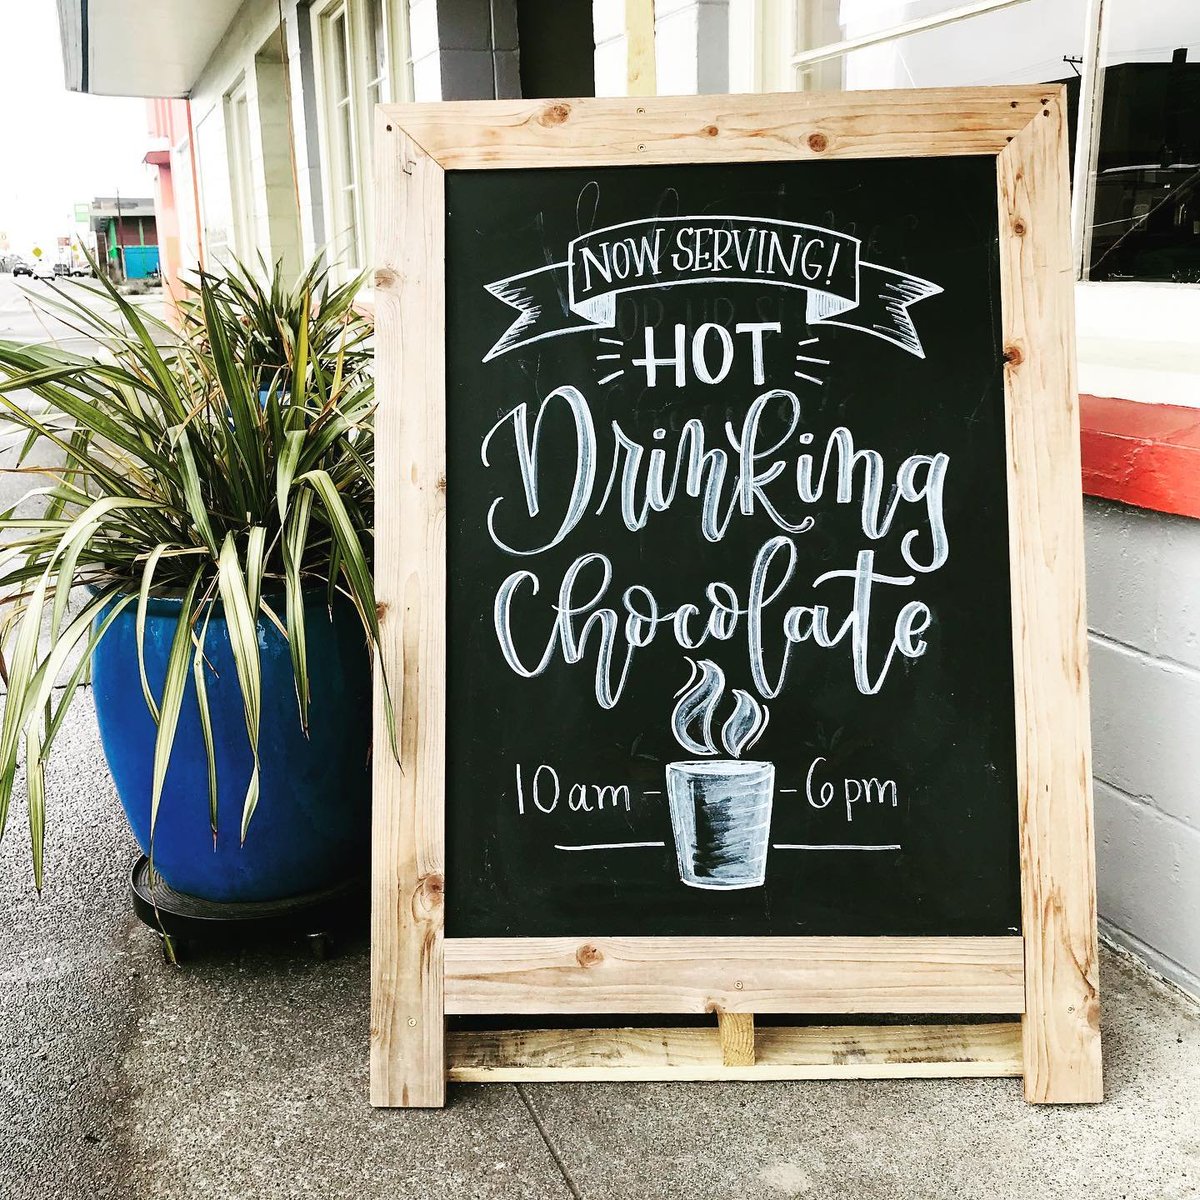 NOW SERVING!
HOT
Drinking
Chocolate
10am - - 6pm